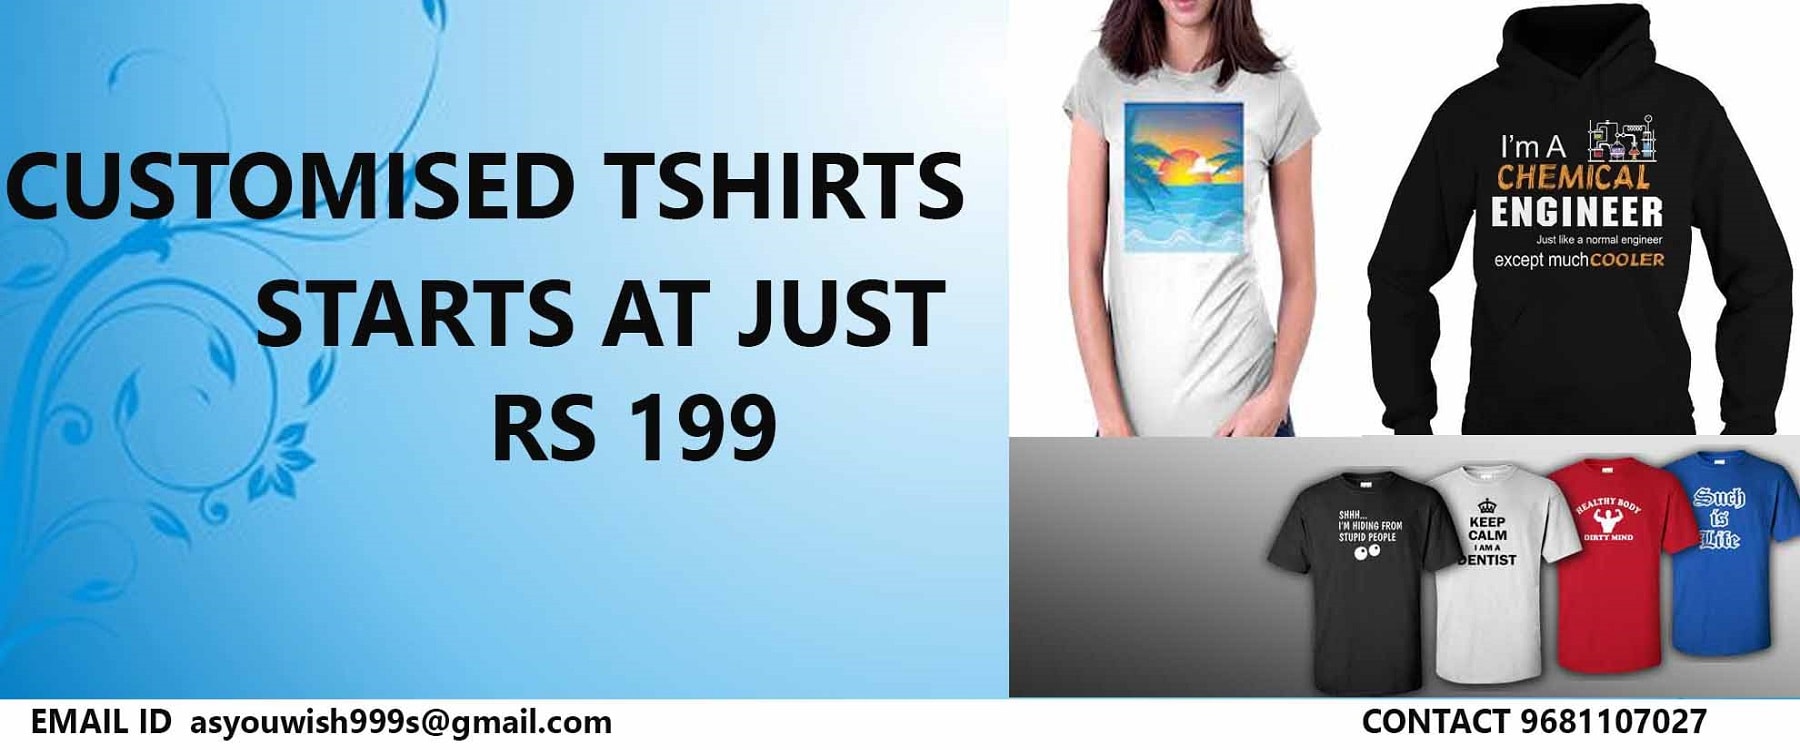 CUSTOMISED TSHIRTS
STARTS AT JUST
RS 199
I'm A
CHEMICAL
ENGINEER
Just like a normal engineer
except much COOLER
SHHH...
I'M HIDING FROM
STUPID PEOPLE
KEEP
CALM
I AM A
DENTIST
HEALTHY BODY
DIRTY MIND
Such
is
Life
EMAIL ID asyouwish999s@gmail.com
CONTACT 9681107027